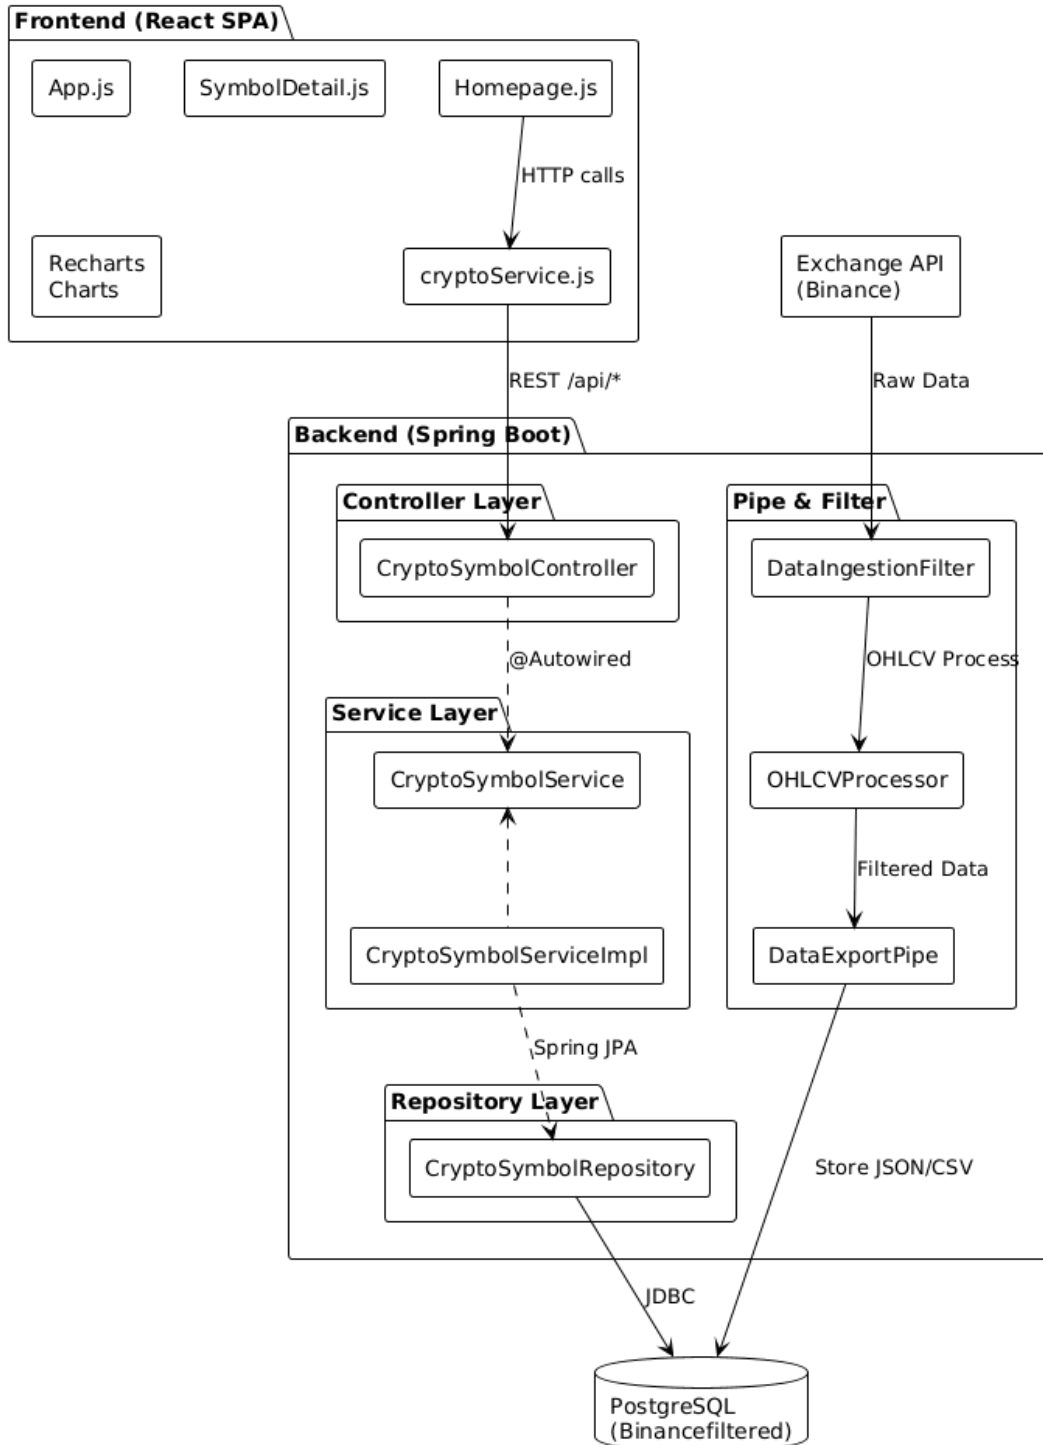 Frontend (React SPA)
App.js
SymbolDetail.js
Homepage.js
HTTP calls
Recharts
Charts
cryptoService.js
Exchange API
(Binance)
REST /api/*
Raw Data
Backend (Spring Boot)
Controller Layer
Pipe & Filter
CryptoSymbolController
DataIngestionFilter
@Autowired
OHLCV Process
Service Layer
CryptoSymbolService
OHLCVProcessor
Filtered Data
CryptoSymbolServiceImpl
DataExportPipe
Spring JPA
Repository Layer
CryptoSymbolRepository
Store JSON/CSV
JDBC
PostgreSQL
(Binancefiltered)